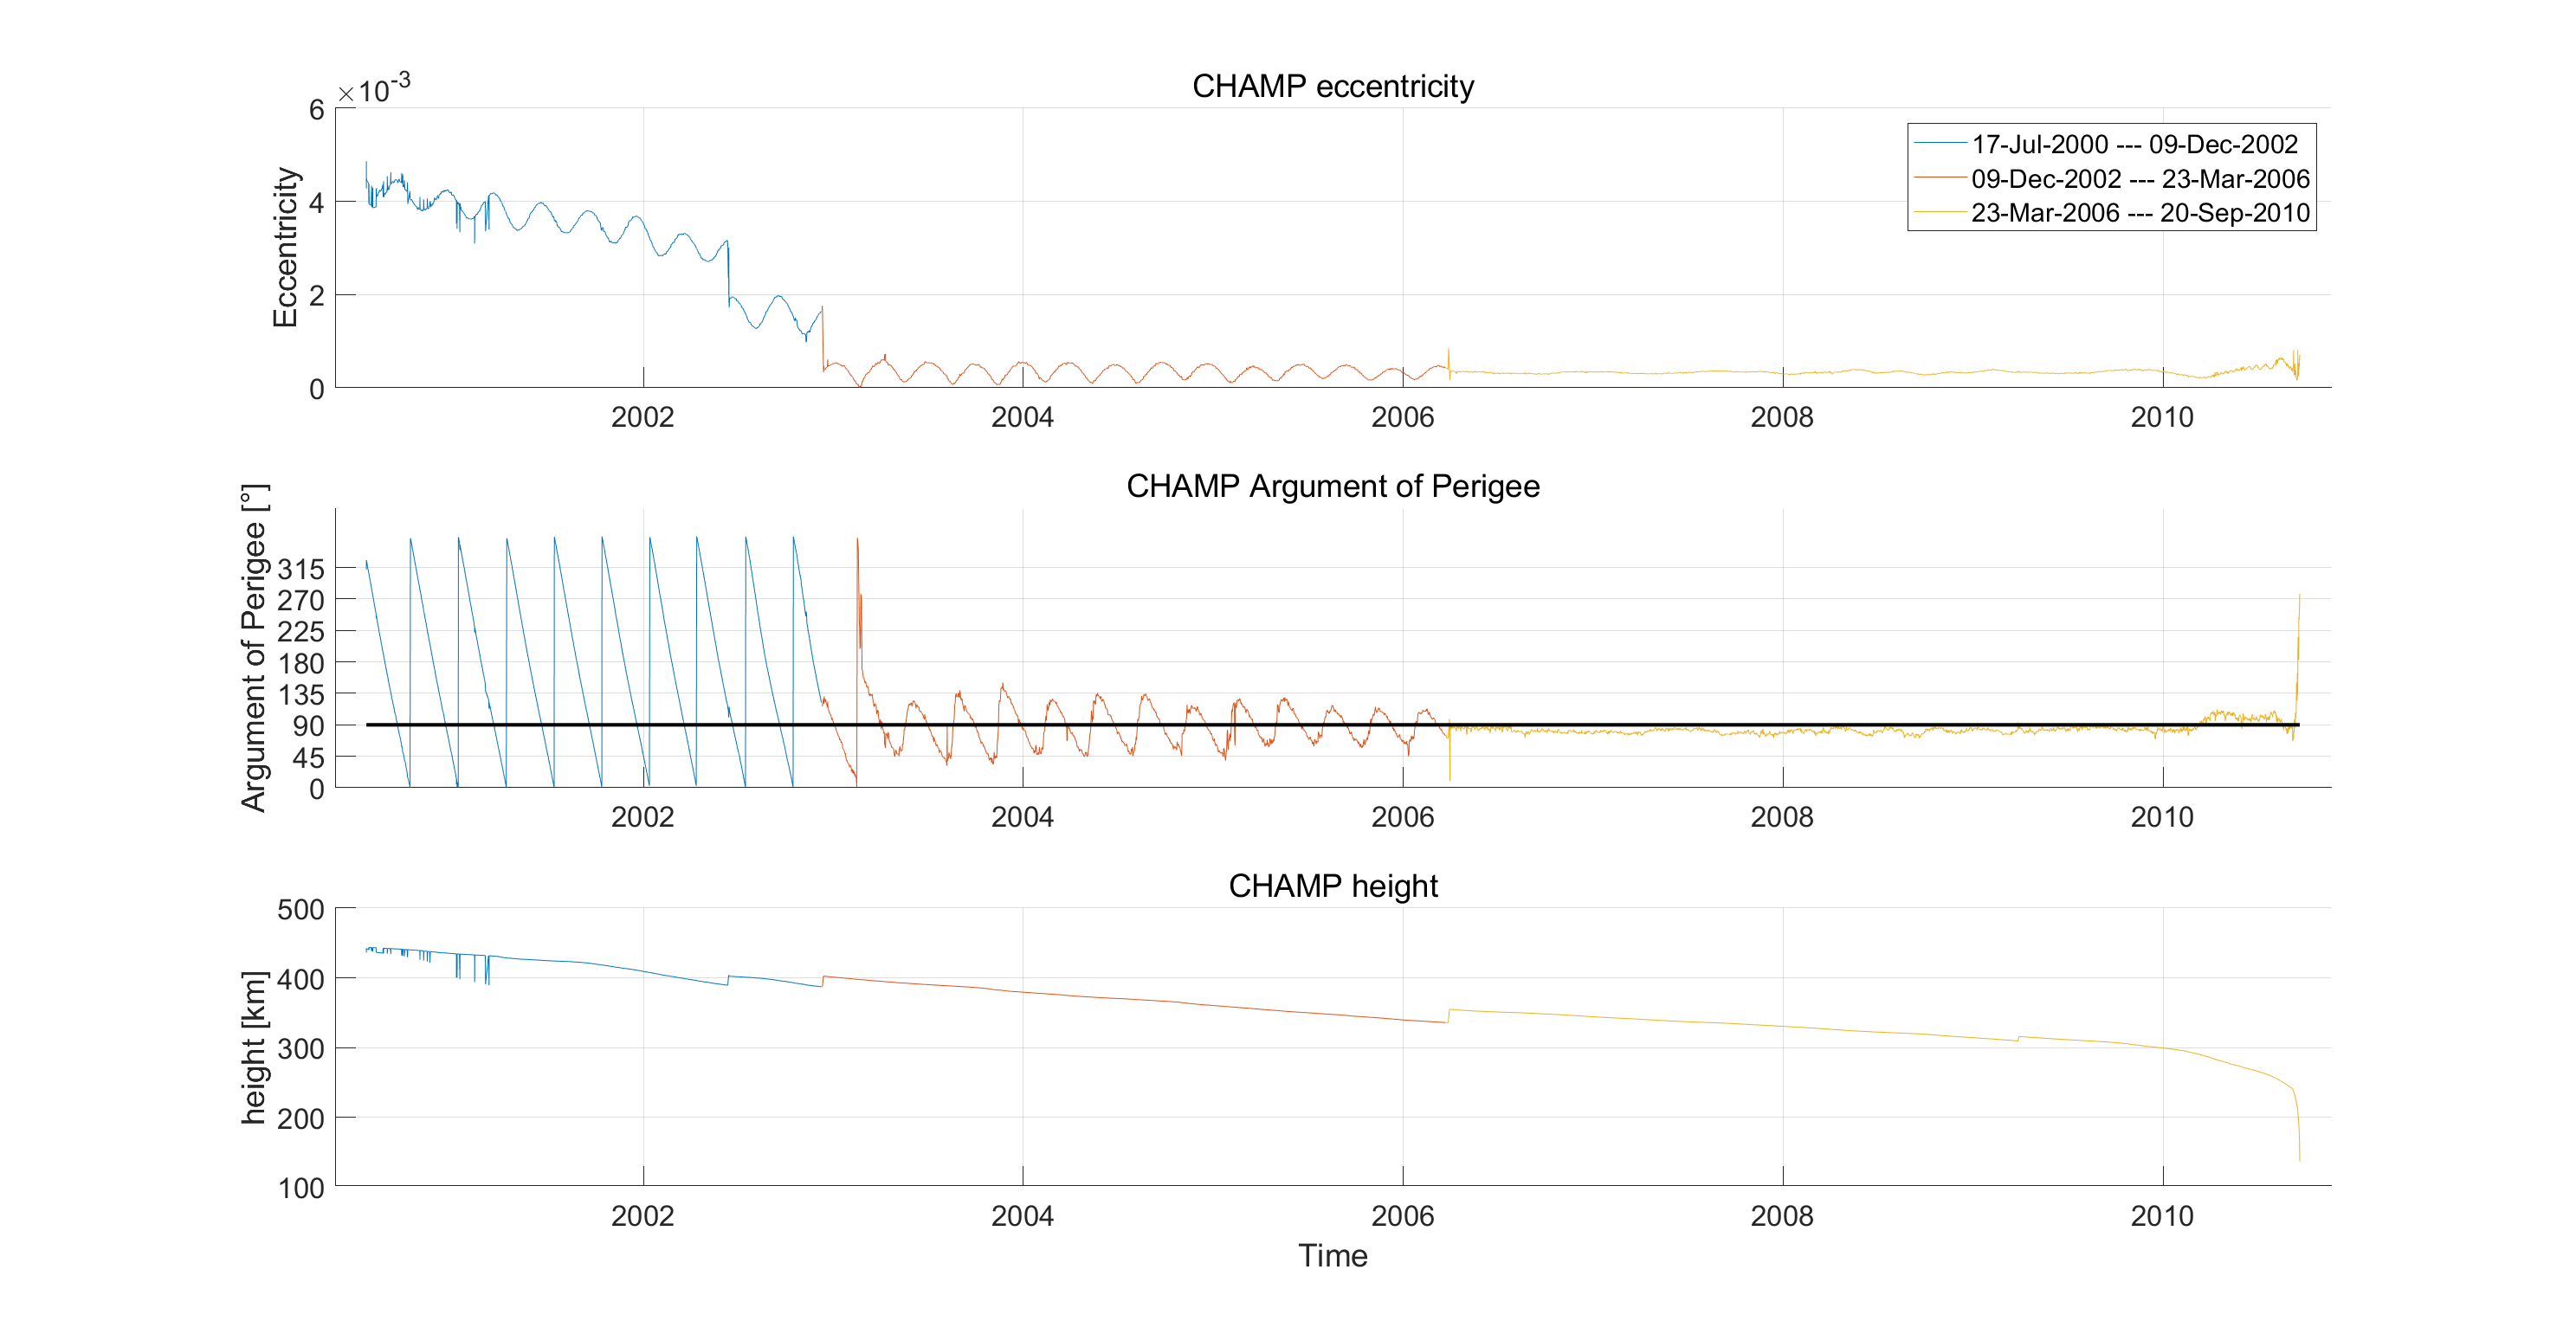 CHAMP eccentricity
×10-3
6
4
2
0
Eccentricity
17-Jul-2000 --- 09-Dec-2002
09-Dec-2002 --- 23-Mar-2006
23-Mar-2006 --- 20-Sep-2010
2002 2004 2006 2008 2010
CHAMP Argument of Perigee
Argument of Perigee [°]
315
270
225
180
135
90
45
0
2002 2004 2006 2008 2010
CHAMP height
height [km]
500
400
300
200
100
2002 2004 2006 2008 2010
Time